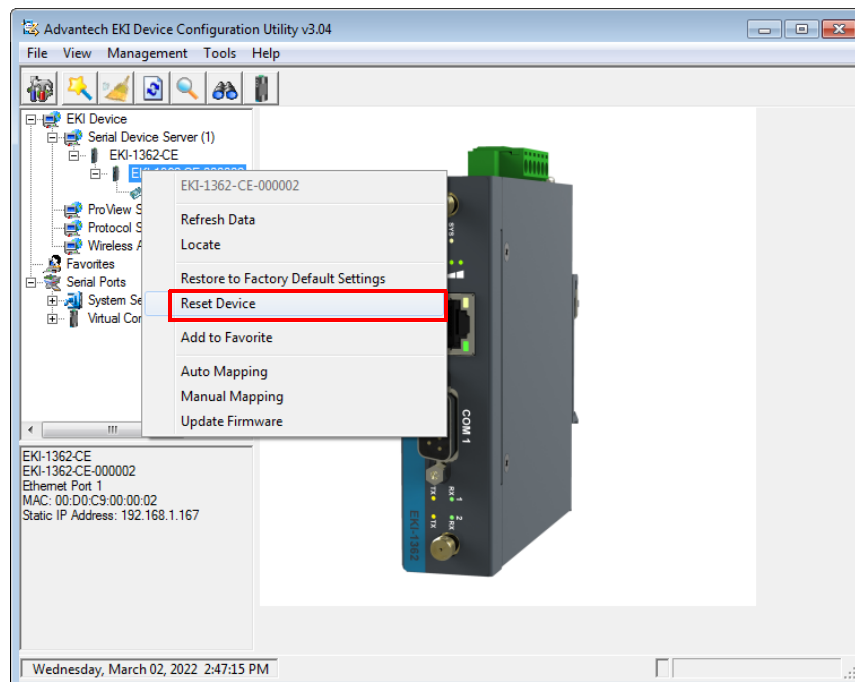 Advantech EKI Device Configuration Utility v3.04
File View Management Tools Help
EKI Device
Serial Device Server (1)
EKI-1362-CE
ProView
Protocol
Wireless
Favorites
Serial Ports
System
Virtual
EKI-1362-CE-000002
Refresh Data
Locate
Restore to Factory Default Settings
Reset Device
Add to Favorite
Auto Mapping
Manual Mapping
Update Firmware
SYS
COM 1
TX RX 1
TX RX 2
EKI-1362
EKI-1362-CE
EKI-1362-CE-000002
Ethernet Port 1
MAC: 00:D0:C9:00:00:02
Static IP Address: 192.168.1.167
Wednesday, March 02, 2022 2:47:15 PM